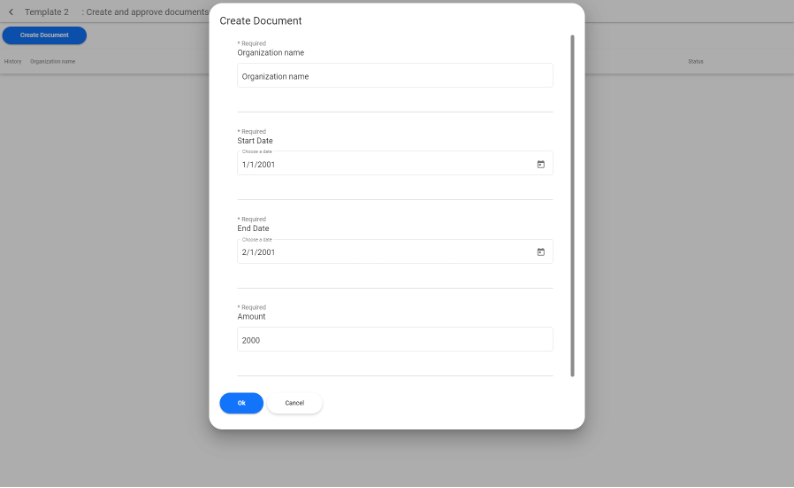 Template 2 : Create and approve documents
Create Document
Historic Organization name Status
Create Document
* Required
Organization name
Organization name
* Required
Start Date
Choose a date
1/1/2001
* Required
End Date
Choose a date
2/1/2001
* Required
Amount
2000
Ok Cancel